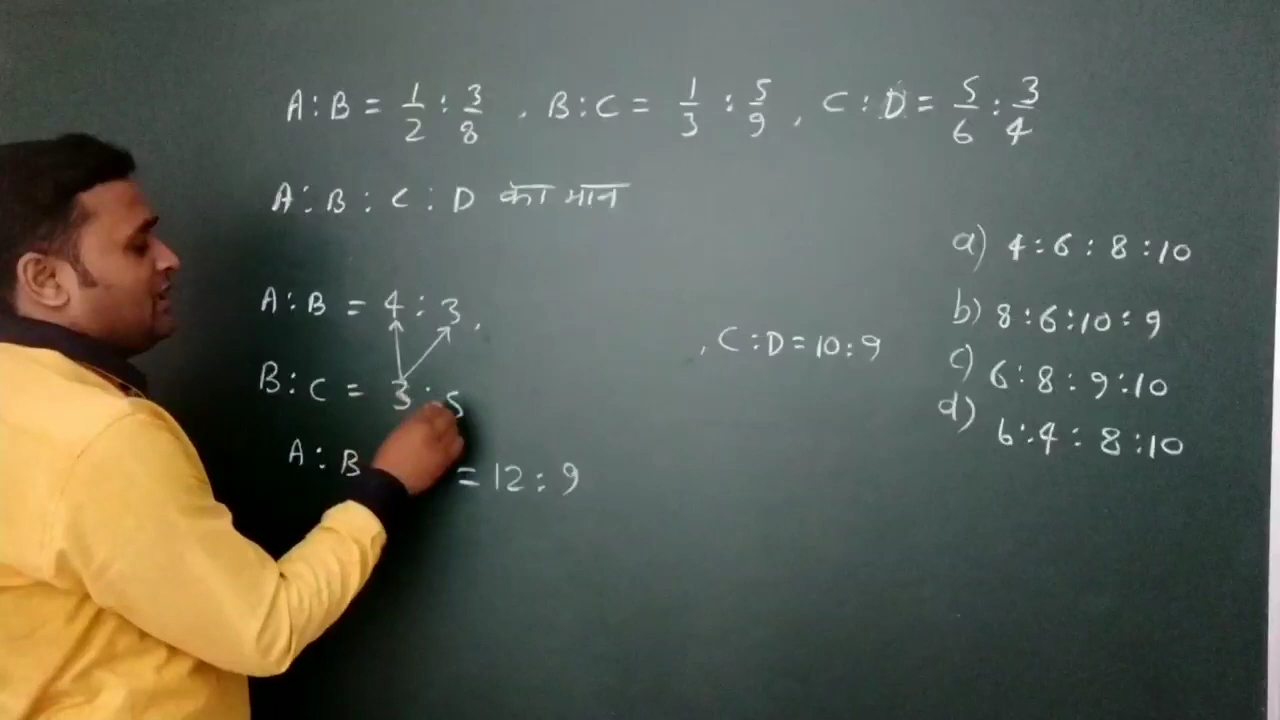 A:B = 1/2 : 3/8 , B:C = 1/3 : 5/9 , C:D = 5/6 : 3/4
A:B:C:D का मान
a) 4:6:8:10
A:B = 4:3,
b) 8:6:10:9
, C:D = 10:9
B:C = 3:5
c) 6:8:9:10
d) 6:4:8:10
A:B = 12:9